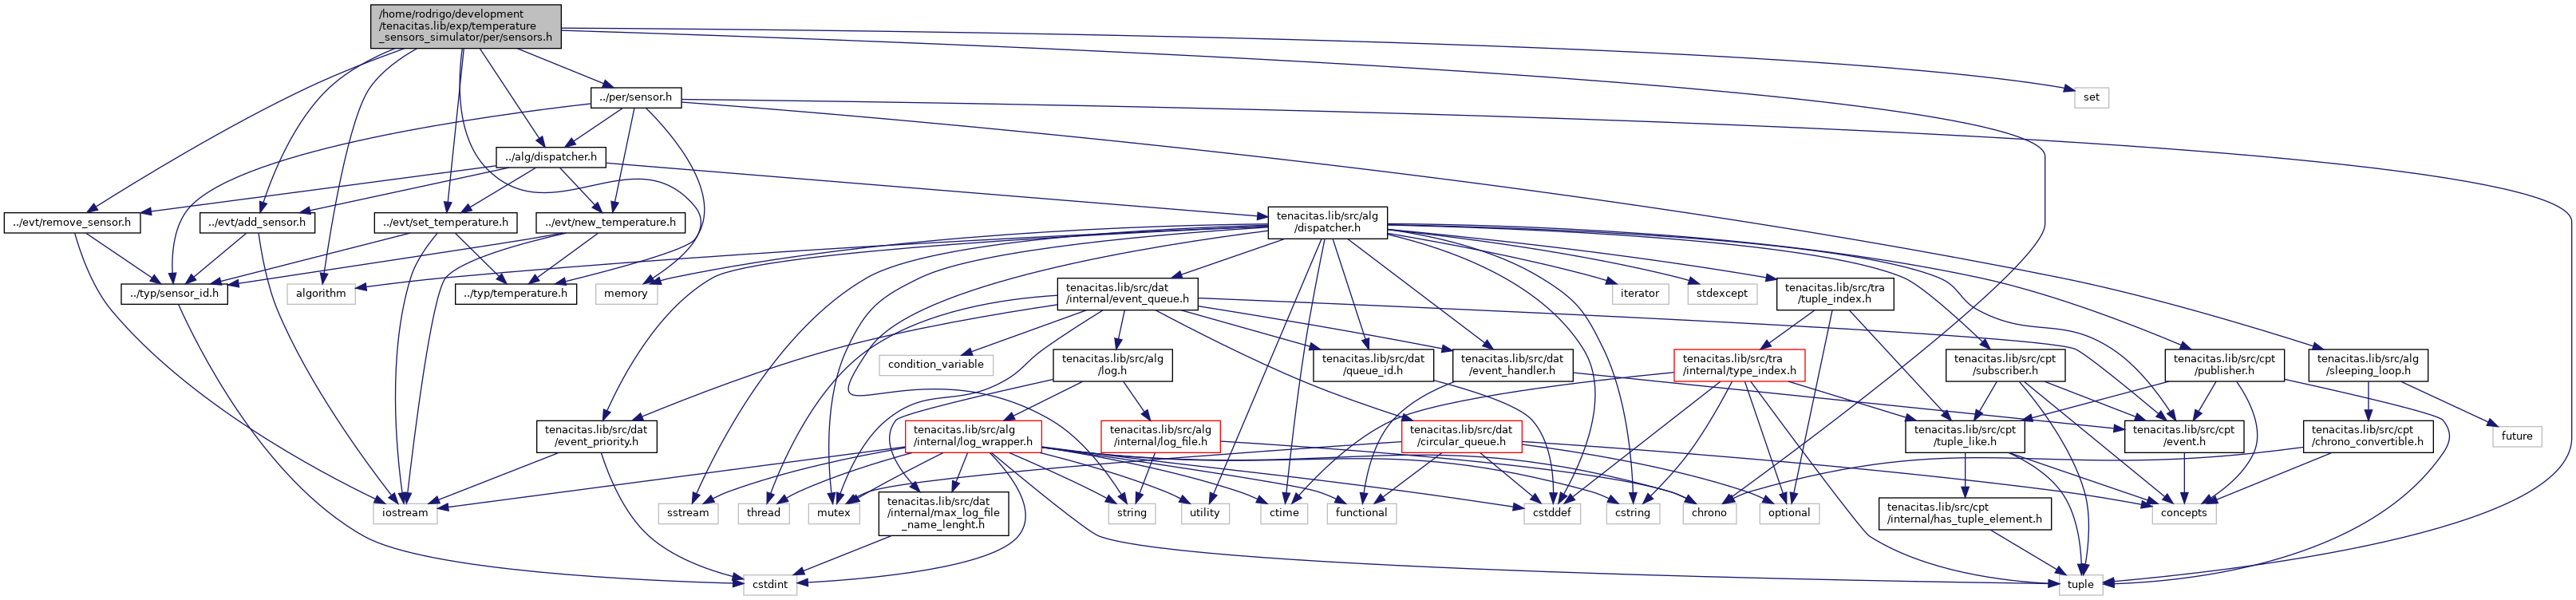 /home/rodrigo/development
/tenacitas.lib/exp/temperature
_sensors_simulator/per/sensors.h
../per/sensor.h
set
../alg/dispatcher.h
../evt/remove_sensor.h
../evt/add_sensor.h
../evt/set_temperature.h
../evt/new_temperature.h
tenacitas.lib/src/alg
/dispatcher.h
../typ/sensor_id.h
algorithm
../typ/temperature.h
memory
tenacitas.lib/src/dat
/internal/event_queue.h
iterator
stdexcept
tenacitas.lib/src/tra
/tuple_index.h
condition_variable
tenacitas.lib/src/alg
/log.h
tenacitas.lib/src/dat
/queue_id.h
tenacitas.lib/src/dat
/event_handler.h
tenacitas.lib/src/tra
/internal/type_index.h
tenacitas.lib/src/cpt
/subscriber.h
tenacitas.lib/src/cpt
/publisher.h
tenacitas.lib/src/alg
/sleeping_loop.h
tenacitas.lib/src/dat
/event_priority.h
tenacitas.lib/src/alg
/internal/log_wrapper.h
tenacitas.lib/src/alg
/internal/log_file.h
tenacitas.lib/src/dat
/circular_queue.h
tenacitas.lib/src/cpt
/tuple_like.h
tenacitas.lib/src/cpt
/event.h
tenacitas.lib/src/cpt
/chrono_convertible.h
future
iostream
sstream
thread
mutex
tenacitas.lib/src/dat
/internal/max_log_file
_name_lenght.h
string
utility
ctime
functional
cstddef
cstring
chrono
optional
tenacitas.lib/src/cpt
/internal/has_tuple_element.h
concepts
cstdint
tuple